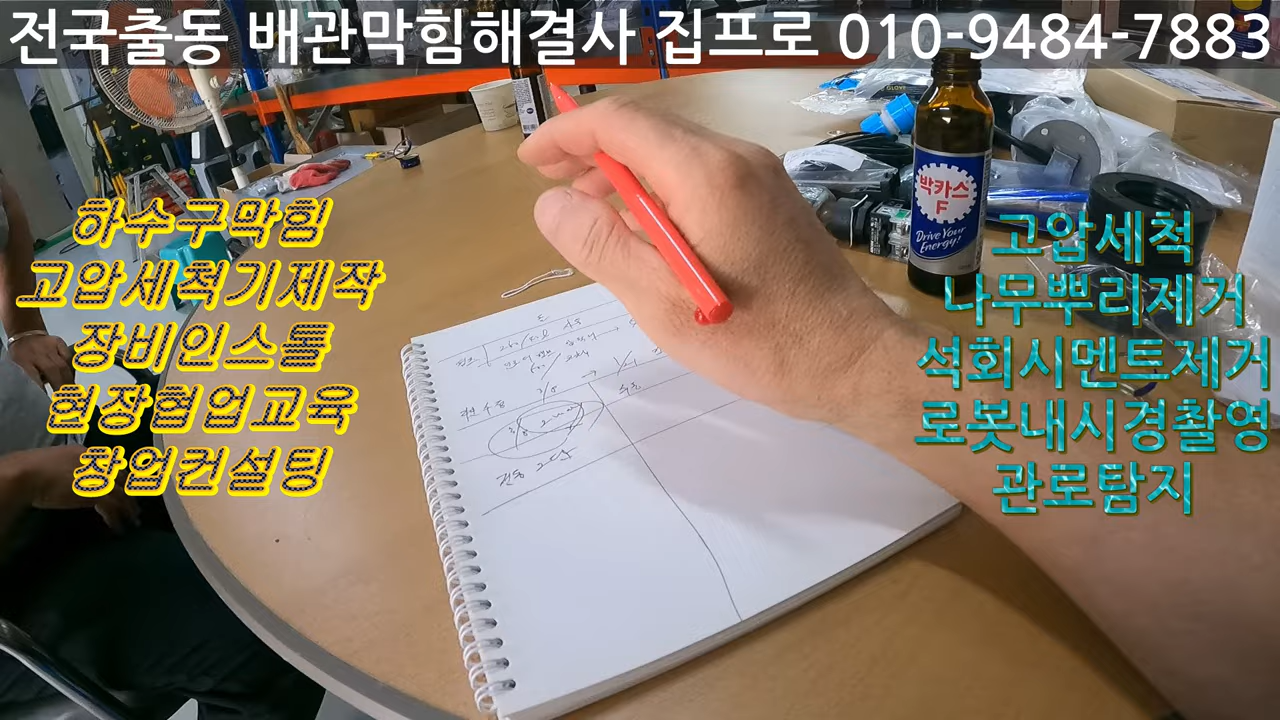 전국출동 배관막힘해결사 집프로 010-9484-7883
하수구막힘
고압세척기제작
장비인스톨
현장협업교육
창업컨설팅
고압세척
나무뿌리제거
석회시멘트제거
로봇내시경촬영
관로탐지
박카스
F
Drive Your
Energy!
GLOVE